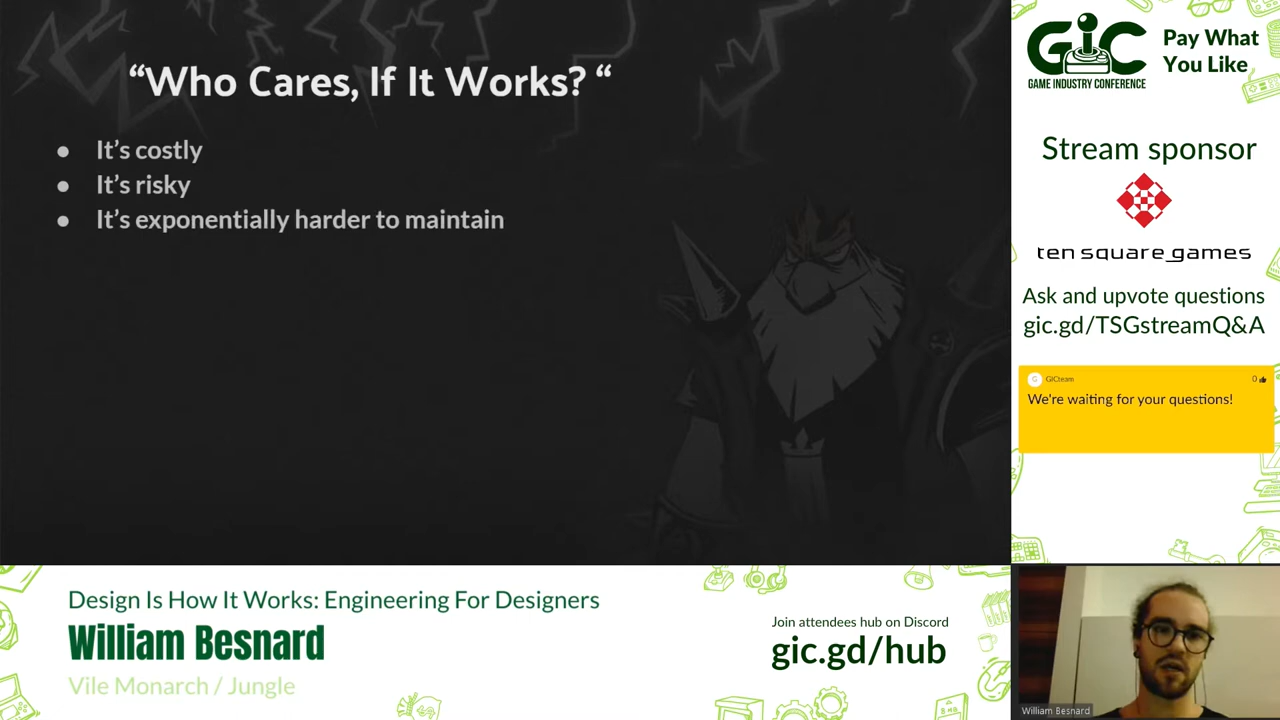 “Who Cares, If It Works? “
● It’s costly
● It’s risky
● It’s exponentially harder to maintain
GIC
GAME INDUSTRY CONFERENCE
Pay What
You Like
Stream sponsor
ten square games
Ask and upvote questions
gic.gd/TSGstreamQ&A
G GICteam 0
We're waiting for your questions!
Design Is How It Works: Engineering For Designers
William Besnard
Vile Monarch / Jungle
Join attendees hub on Discord
gic.gd/hub
William Besnard